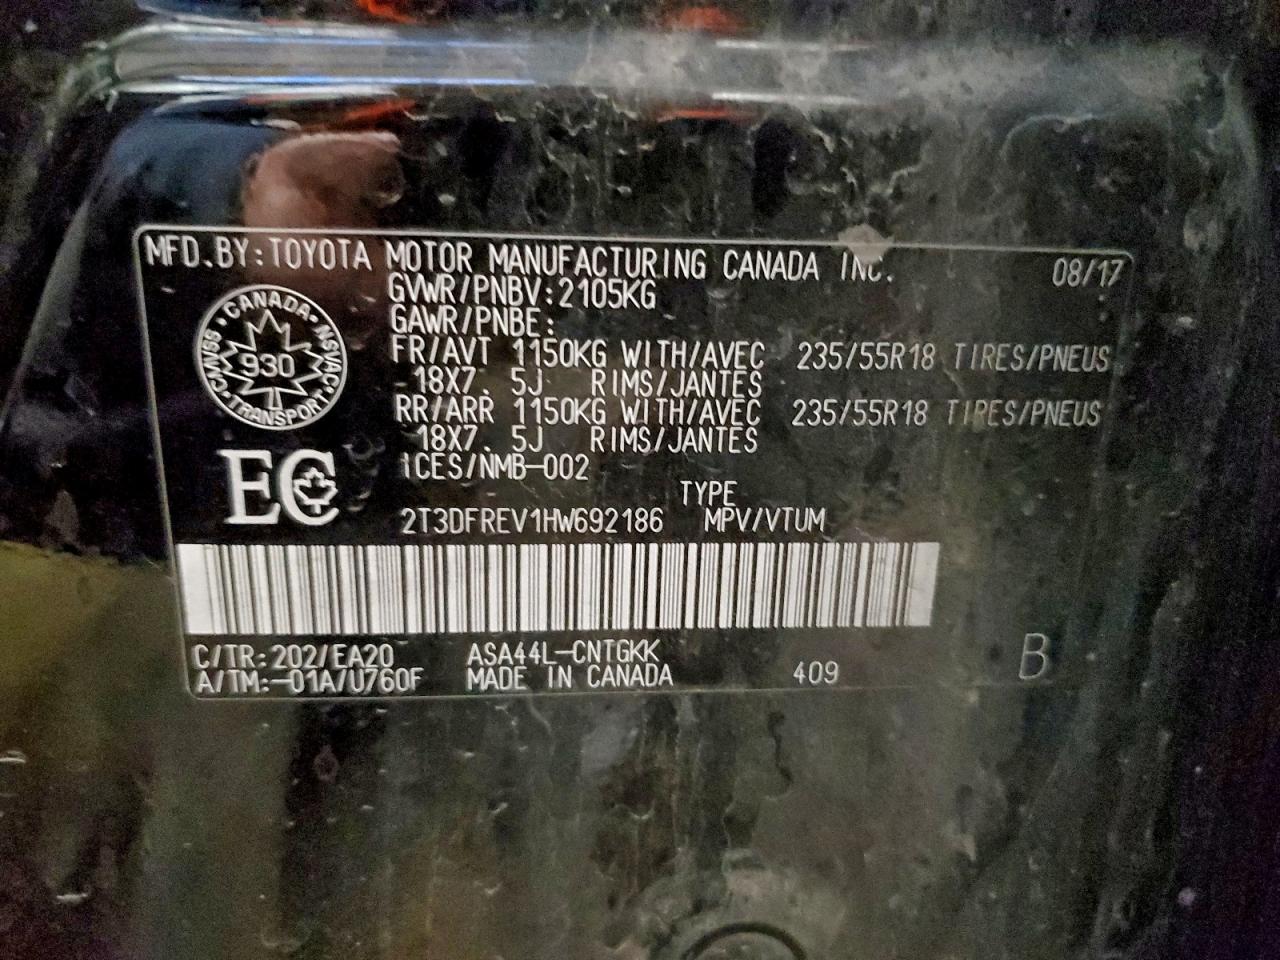 MFD.BY:TOYOTA MOTOR MANUFACTURING CANADA INC. 08/17
GVWR/PNBV:2105KG
GAWR/PNBE:
FR/AVT 1150KG WITH/AVEC 235/55R18 TIRES/PNEUS
18X7. 5J RIMS/JANTES
RR/ARR 1150KG WITH/AVEC 235/55R18 TIRES/PNEUS
18X7. 5J RIMS/JANTES
ICES/NMB-002
CANADA
CMVSS 930 NSVAC
TRANSPORT
EC
TYPE
2T3DFREV1HW692186 MPV/VTUM
C/TR:202/EA20 ASA44L-CNTGKK
A/TM:-01A/U760F MADE IN CANADA 409 B